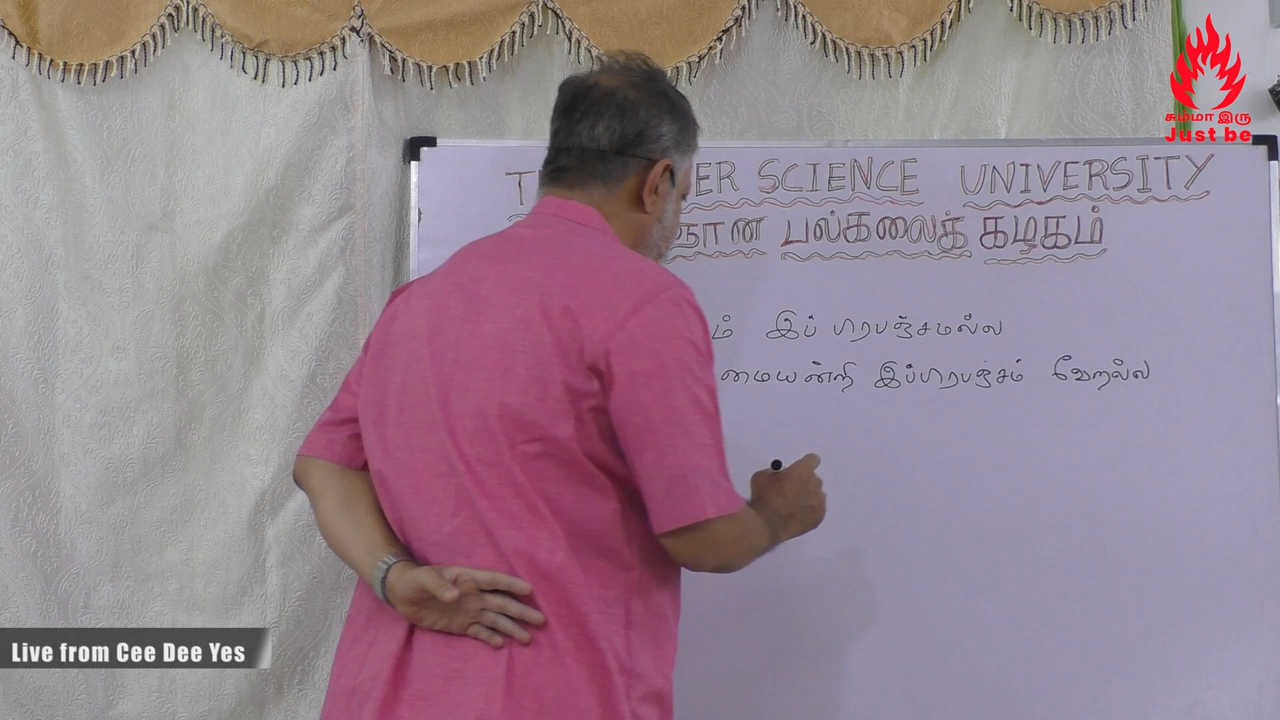 சும்மா இரு
Just be
ER SCIENCE UNIVERSITY
ஞான பல்கலைக் கழகம்
ம் இப் பிரபஞ்சமல்ல
மையன்றி இப்பிரபஞ்சம் வேறல்ல
Live from Cee Dee Yes